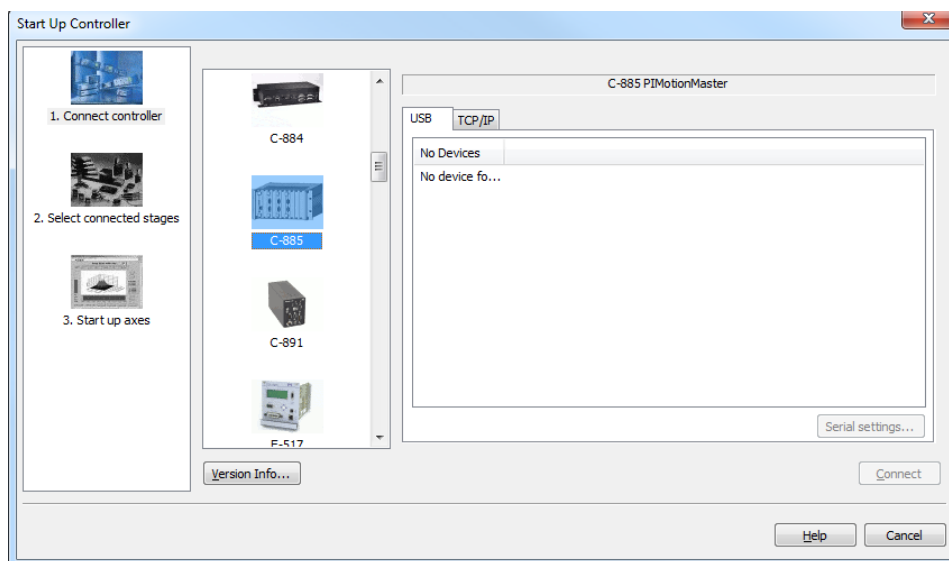 Start Up Controller
1. Connect controller
2. Select connected stages
3. Start up axes
C-884
C-885
C-891
E-517
Version Info...
C-885 PIMotionMaster
USB
TCP/IP
No Devices
No device fo...
Serial settings...
Connect
Help
Cancel